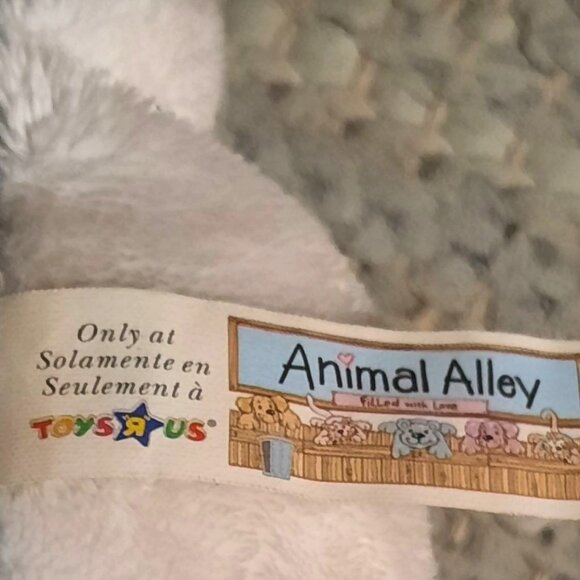 Only at
Solamente en
Seulement à
TOYS R US®
Animal Alley
Filled with Love